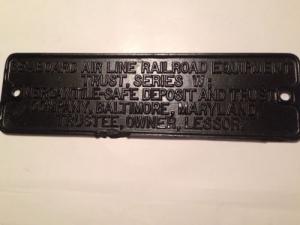 SEABOARD AIR LINE RAILROAD EQUIPMENT
TRUST, SERIES "W":
MERCANTILE-SAFE DEPOSIT AND TRUST
COMPANY, BALTIMORE, MARYLAND
TRUSTEE, OWNER, LESSOR.